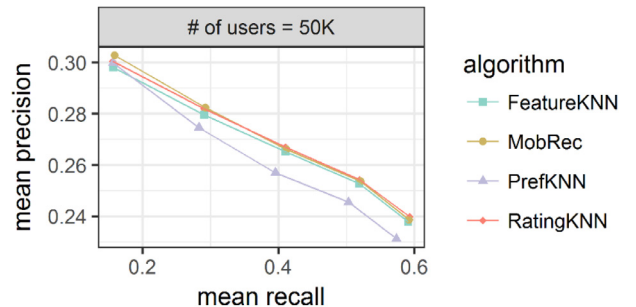 # of users = 50K
mean precision
0.30
0.28
0.26
0.24
0.2
0.4
0.6
mean recall
algorithm
FeatureKNN
MobRec
PrefKNN
RatingKNN